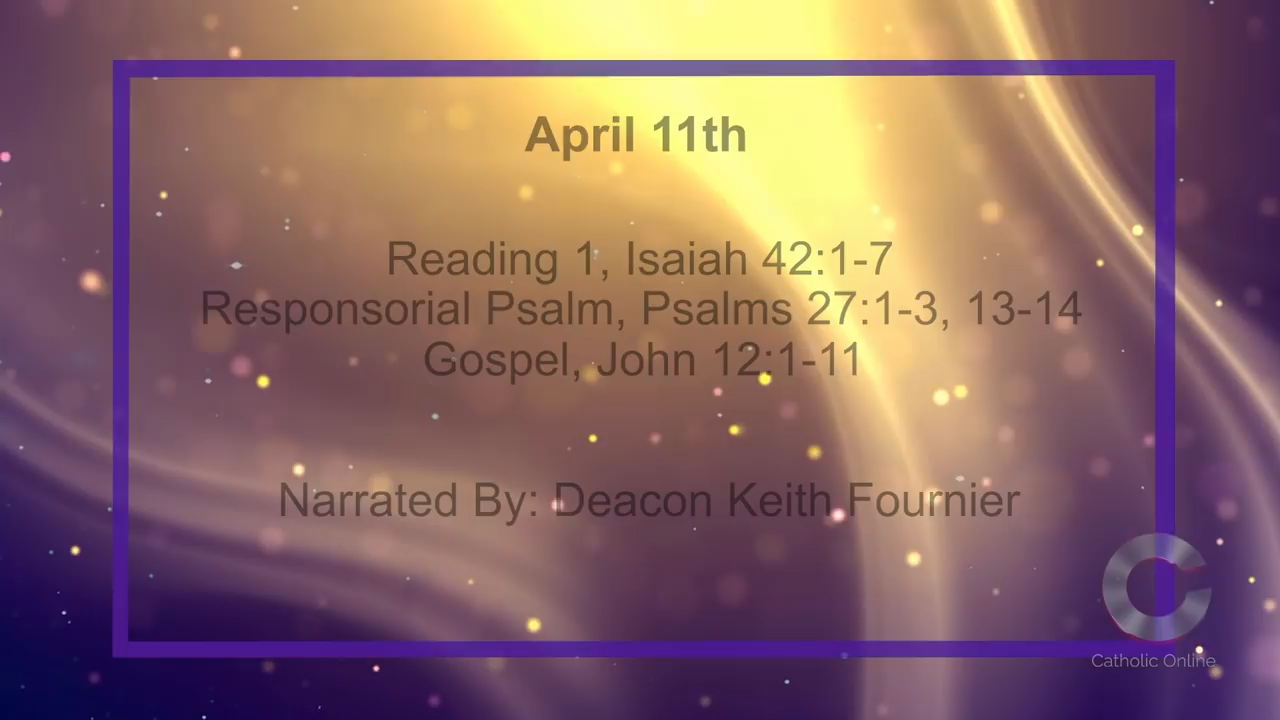 April 11th
Reading 1, Isaiah 42:1-7
Responsorial Psalm, Psalms 27:1-3, 13-14
Gospel, John 12:1-11
Narrated By: Deacon Keith Fournier
Catholic Online